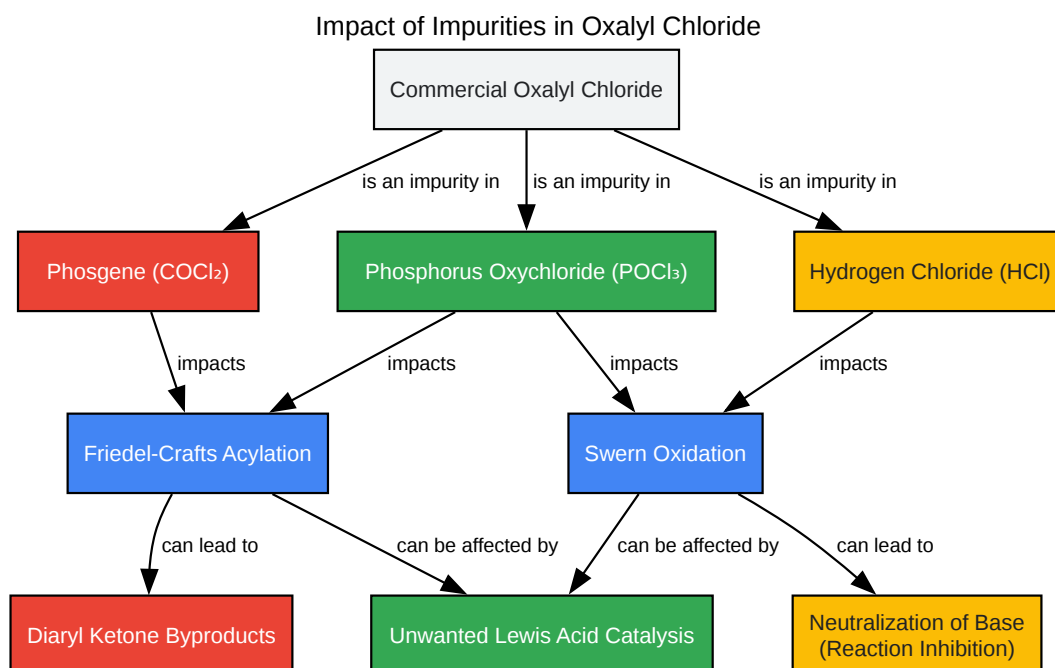 Impact of Impurities in Oxalyl Chloride
Commercial Oxalyl Chloride
is an impurity in
is an impurity in
is an impurity in
Phosgene (COCl₂)
Phosphorus Oxychloride (POCl₃)
Hydrogen Chloride (HCl)
impacts
impacts
impacts
impacts
Friedel-Crafts Acylation
Swern Oxidation
can lead to
can be affected by
can be affected by
can lead to
Diaryl Ketone Byproducts
Unwanted Lewis Acid Catalysis
Neutralization of Base
(Reaction Inhibition)